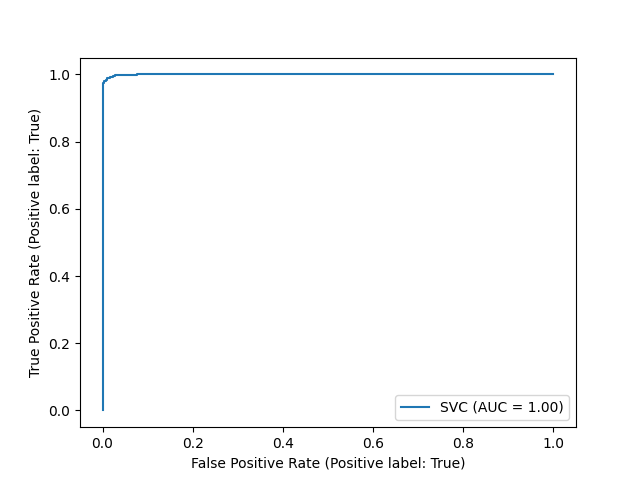 1.0
0.8
0.6
0.4
0.2
0.0
True Positive Rate (Positive label: True)
SVC (AUC = 1.00)
0.0 0.2 0.4 0.6 0.8 1.0
False Positive Rate (Positive label: True)